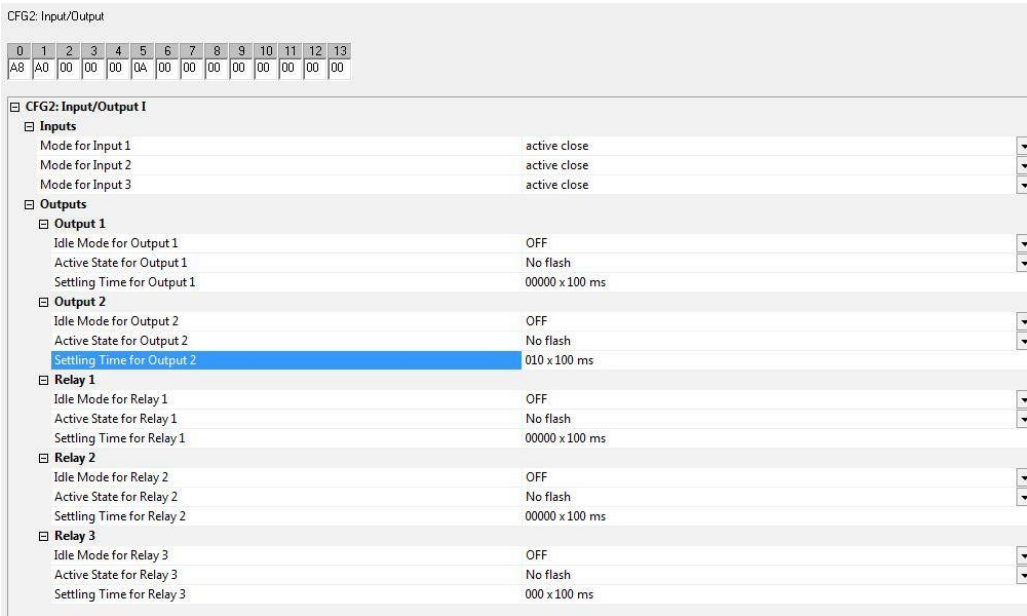 CFG2: Input/Output
0 1 2 3 4 5 6 7 8 9 10 11 12 13
A8 A0 00 00 00 0A 00 00 00 00 00 00 00 00
CFG2: Input/Output I
Inputs
Mode for Input 1 active close
Mode for Input 2 active close
Mode for Input 3 active close
Outputs
Output 1
Idle Mode for Output 1 OFF
Active State for Output 1 No flash
Settling Time for Output 1 00000 x 100 ms
Output 2
Idle Mode for Output 2 OFF
Active State for Output 2 No flash
Settling Time for Output 2 010 x 100 ms
Relay 1
Idle Mode for Relay 1 OFF
Active State for Relay 1 No flash
Settling Time for Relay 1 00000 x 100 ms
Relay 2
Idle Mode for Relay 2 OFF
Active State for Relay 2 No flash
Settling Time for Relay 2 00000 x 100 ms
Relay 3
Idle Mode for Relay 3 OFF
Active State for Relay 3 No flash
Settling Time for Relay 3 000 x 100 ms